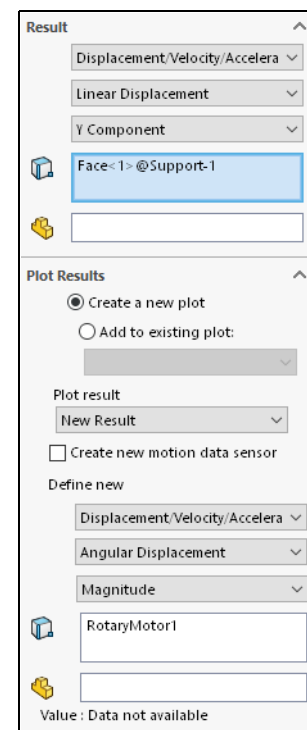 Result
Displacement/Velocity/Accelera
Linear Displacement
Y Component
Face<1>@Support-1
Plot Results
Create a new plot
Add to existing plot:
Plot result
New Result
Create new motion data sensor
Define new
Displacement/Velocity/Accelera
Angular Displacement
Magnitude
RotaryMotor1
Value : Data not available